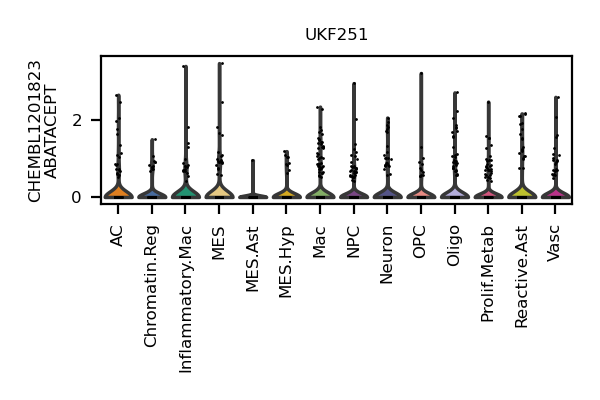 UKF251
CHEMBL1201823
ABATACEPT
2
0
AC
Chromatin.Reg
Inflammatory.Mac
MES
MES.Ast
MES.Hyp
Mac
NPC
Neuron
OPC
Oligo
Prolif.Metab
Reactive.Ast
Vasc